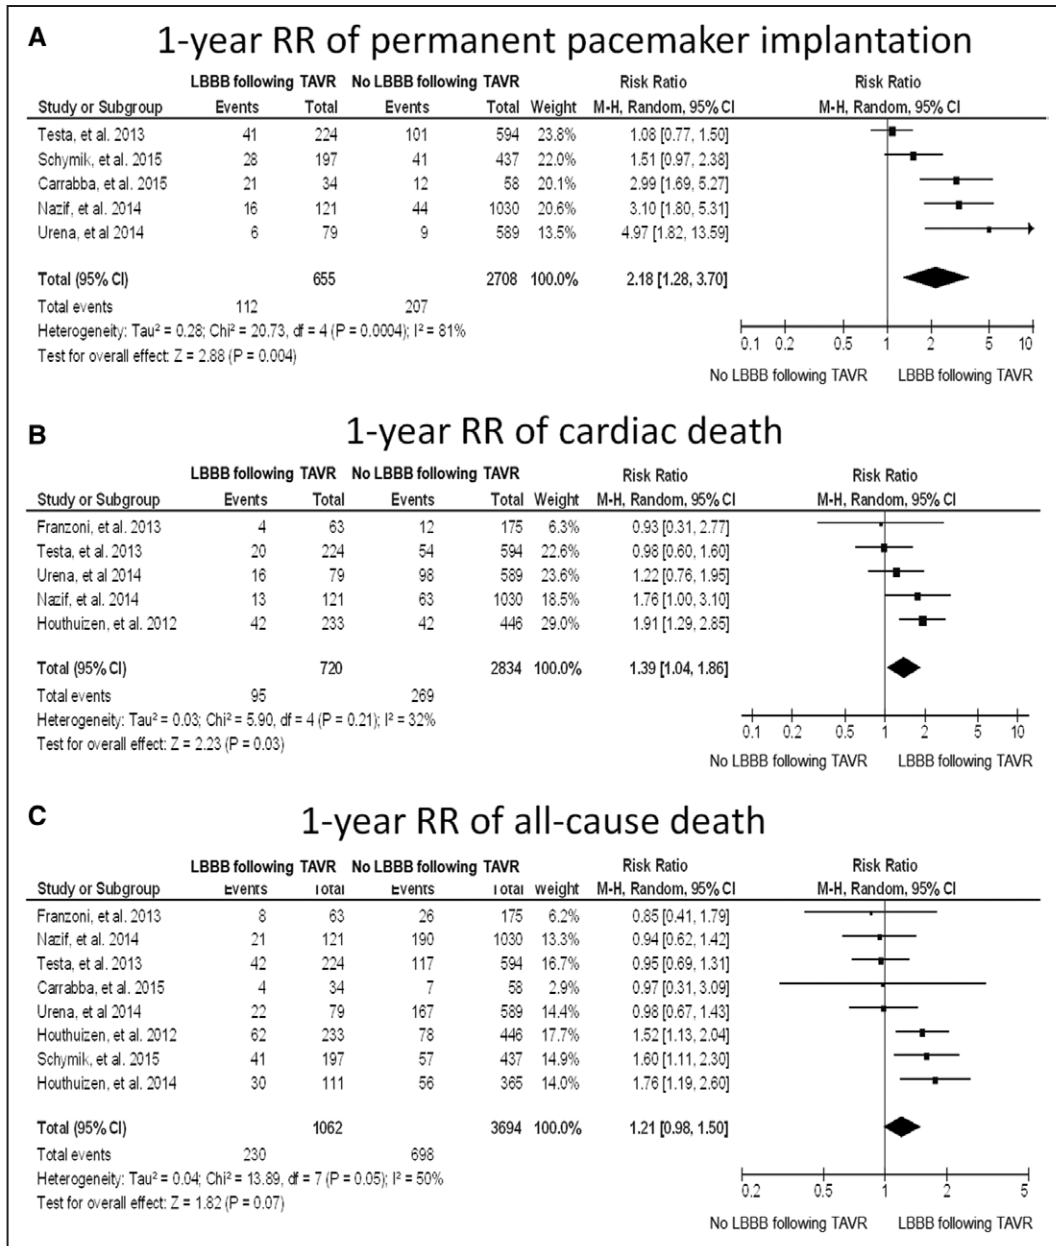 A
1-year RR of permanent pacemaker implantation
LBBB following TAVR No LBBB following TAVR Risk Ratio Risk Ratio
Study or Subgroup Events Total Events Total Weight M-H, Random, 95% CI M-H, Random, 95% CI
Testa, et al. 2013 41 224 101 594 23.8% 1.08 [0.77, 1.50]
Schymik, et al. 2015 28 197 41 437 22.0% 1.51 [0.97, 2.38]
Carrabba, et al. 2015 21 34 12 58 20.1% 2.99 [1.69, 5.27]
Nazif, et al. 2014 16 121 44 1030 20.6% 3.10 [1.80, 5.31]
Urena, et al 2014 6 79 9 589 13.5% 4.97 [1.82, 13.59]
Total (95% CI) 655 2708 100.0% 2.18 [1.28, 3.70]
Total events 112 207
Heterogeneity: Tau² = 0.28; Chi² = 20.73, df = 4 (P = 0.0004); I² = 81%
Test for overall effect: Z = 2.88 (P = 0.004)
0.1 0.2 0.5 1 2 5 10
No LBBB following TAVR LBBB following TAVR
B
1-year RR of cardiac death
LBBB following TAVR No LBBB following TAVR Risk Ratio Risk Ratio
Study or Subgroup Events Total Events Total Weight M-H, Random, 95% CI M-H, Random, 95% CI
Franzoni, et al. 2013 4 63 12 175 6.3% 0.93 [0.31, 2.77]
Testa, et al. 2013 20 224 54 594 22.6% 0.98 [0.60, 1.60]
Urena, et al 2014 16 79 98 589 23.6% 1.22 [0.76, 1.95]
Nazif, et al. 2014 13 121 63 1030 18.5% 1.76 [1.00, 3.10]
Houthuizen, et al. 2012 42 233 42 446 29.0% 1.91 [1.29, 2.85]
Total (95% CI) 720 2834 100.0% 1.39 [1.04, 1.86]
Total events 95 269
Heterogeneity: Tau² = 0.03; Chi² = 5.90, df = 4 (P = 0.21); I² = 32%
Test for overall effect: Z = 2.23 (P = 0.03)
0.1 0.2 0.5 1 2 5 10
No LBBB following TAVR LBBB following TAVR
C
1-year RR of all-cause death
LBBB following TAVR No LBBB following TAVR Risk Ratio Risk Ratio
Study or Subgroup Events Total Events Total Weight M-H, Random, 95% CI M-H, Random, 95% CI
Franzoni, et al. 2013 8 63 26 175 6.2% 0.85 [0.41, 1.79]
Nazif, et al. 2014 21 121 190 1030 13.3% 0.94 [0.62, 1.42]
Testa, et al. 2013 42 224 117 594 16.7% 0.95 [0.69, 1.31]
Carrabba, et al. 2015 4 34 7 58 2.9% 0.97 [0.31, 3.09]
Urena, et al 2014 22 79 167 589 14.4% 0.98 [0.67, 1.43]
Houthuizen, et al. 2012 62 233 78 446 17.7% 1.52 [1.13, 2.04]
Schymik, et al. 2015 41 197 57 437 14.9% 1.60 [1.11, 2.30]
Houthuizen, et al. 2014 30 111 56 365 14.0% 1.76 [1.19, 2.60]
Total (95% CI) 1062 3694 100.0% 1.21 [0.98, 1.50]
Total events 230 698
Heterogeneity: Tau² = 0.04; Chi² = 13.89, df = 7 (P = 0.05); I² = 50%
Test for overall effect: Z = 1.82 (P = 0.07)
0.2 0.5 1 2 5
No LBBB following TAVR LBBB following TAVR